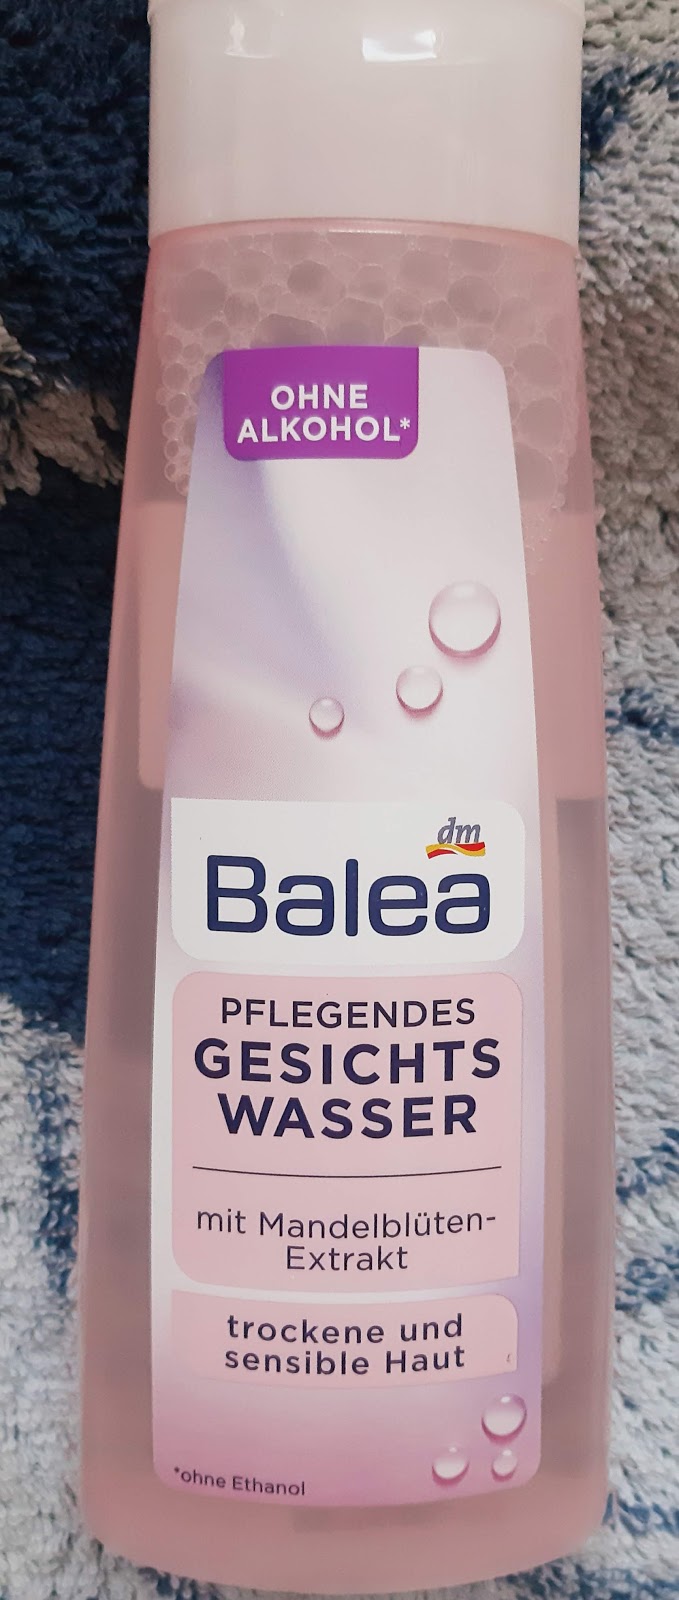 OHNE
ALKOHOL*
dm
Balea
PFLEGENDES
GESICHTS
WASSER
mit Mandelblüten-
Extrakt
trockene und
sensible Haut
*ohne Ethanol